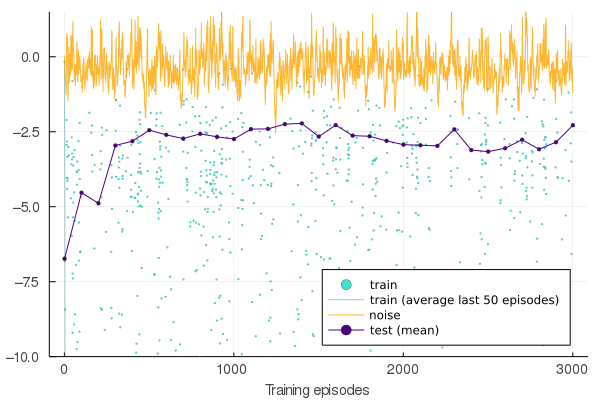 0.0
−2.5
−5.0
−7.5
−10.0
train
train (average last 50 episodes)
noise
test (mean)
0 1000 2000 3000
Training episodes